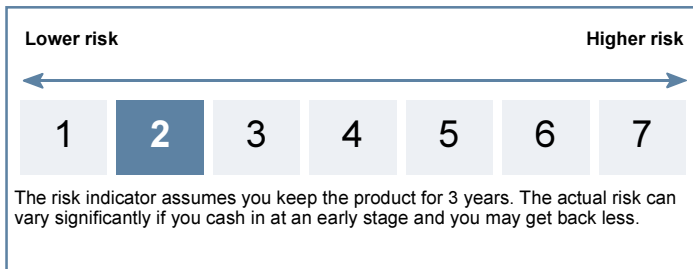 Lower risk Higher risk
1 2 3 4 5 6 7
The risk indicator assumes you keep the product for 3 years. The actual risk can
vary significantly if you cash in at an early stage and you may get back less.